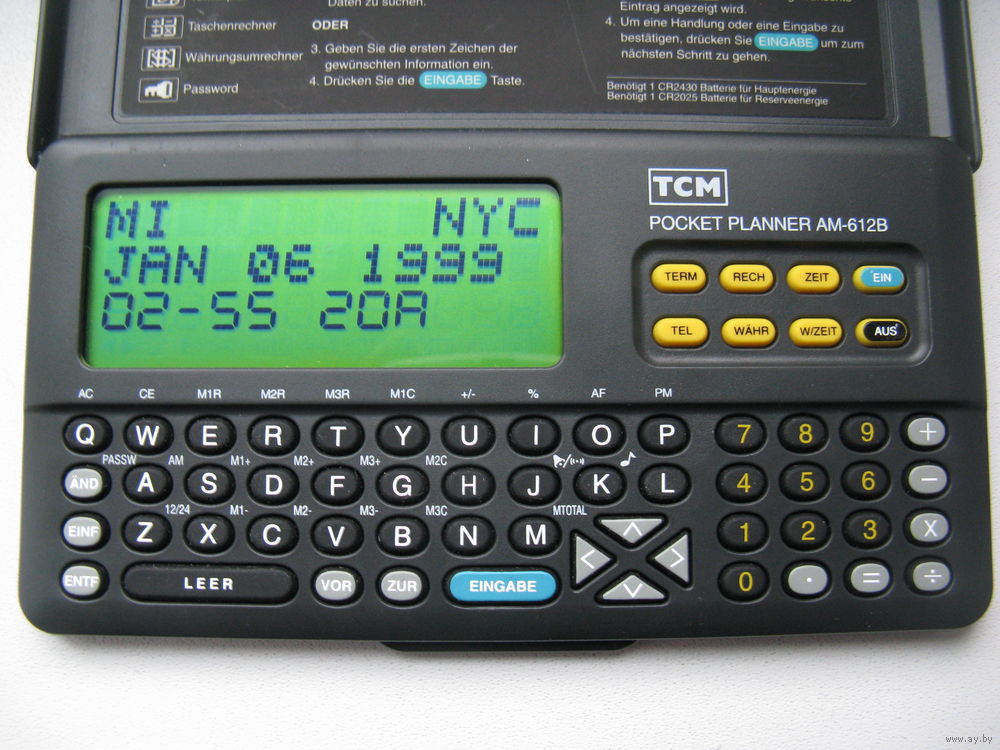 Daten zu suchen.
Taschenrechner
ODER
Währungsumrechner
3. Geben Sie die ersten Zeichen der
gewünschten Information ein.
Password
4. Drücken Sie die EINGABE Taste.
Eintrag angezeigt wird.
4. Um eine Handlung oder eine Eingabe zu
bestätigen, drücken Sie EINGABE um zum
nächsten Schritt zu gehen.
Benötigt 1 CR2430 Batterie für Hauptenergie
Benötigt 1 CR2025 Batterie für Reserveenergie
MI NYC
JAN 06 1999
02-55 20A
TCM
POCKET PLANNER AM-612B
TERM RECH ZEIT EIN
TEL WÄHR W/ZEIT AUS
AC CE M1R M2R M3R M1C +/- % AF PM
Q W E R T Y U I O P 7 8 9 +
PASSW AM M1+ M2+ M3+ M2C
ÄND A S D F G H J K L 4 5 6 -
12/24 M1- M2- M3- M3C MTOTAL
EINF Z X C V B N M 1 2 3 X
ENTF LEER VOR ZUR EINGABE 0 . = ÷
www.ay.by